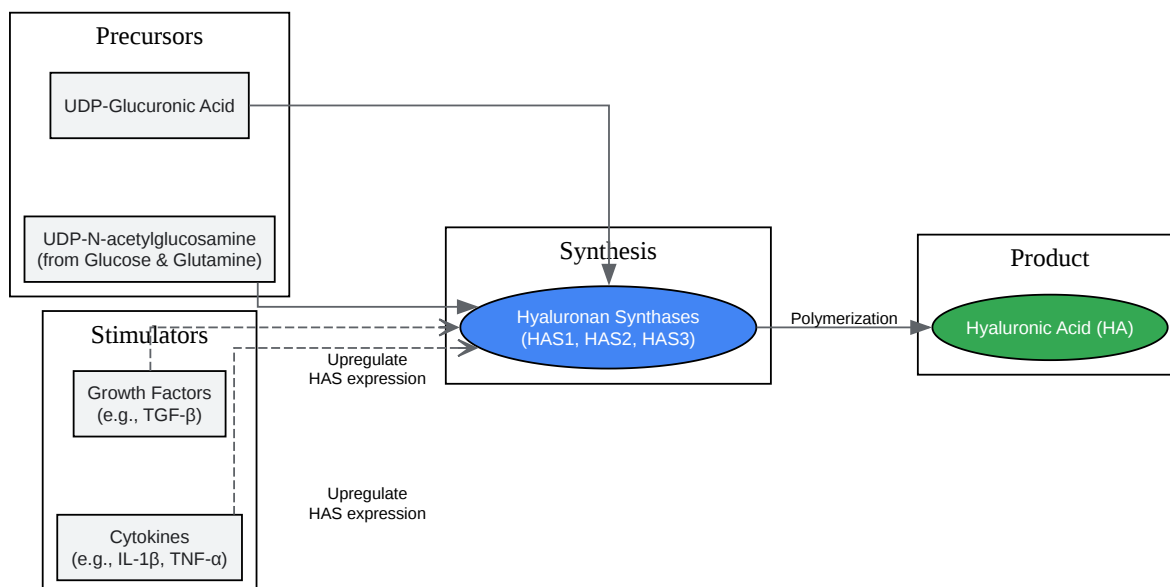 Precursors
UDP-Glucuronic Acid
UDP-N-acetylglucosamine
(from Glucose & Glutamine)
Stimulators
Growth Factors
(e.g., TGF-β)
Cytokines
(e.g., IL-1β, TNF-α)
Upregulate
HAS expression
Upregulate
HAS expression
Synthesis
Hyaluronan Synthases
(HAS1, HAS2, HAS3)
Polymerization
Product
Hyaluronic Acid (HA)